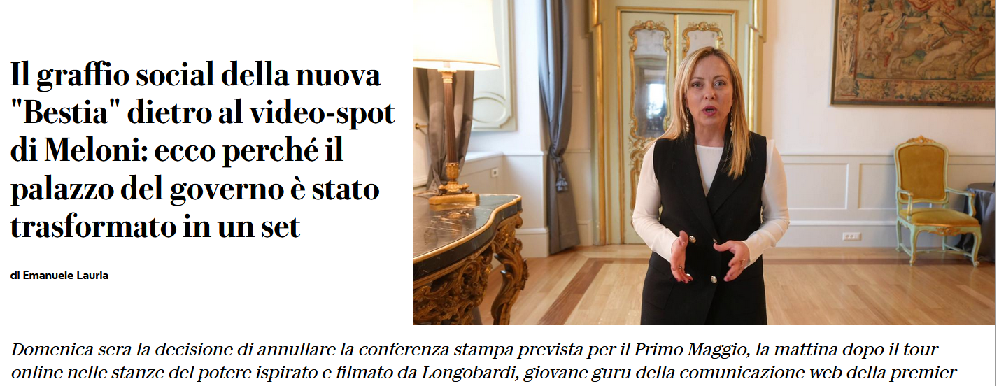 Il graffio social della nuova
"Bestia" dietro al video-spot
di Meloni: ecco perché il
palazzo del governo è stato
trasformato in un set
di Emanuele Lauria
Domenica sera la decisione di annullare la conferenza stampa prevista per il Primo Maggio, la mattina dopo il tour
online nelle stanze del potere ispirato e filmato da Longobardi, giovane guru della comunicazione web della premier